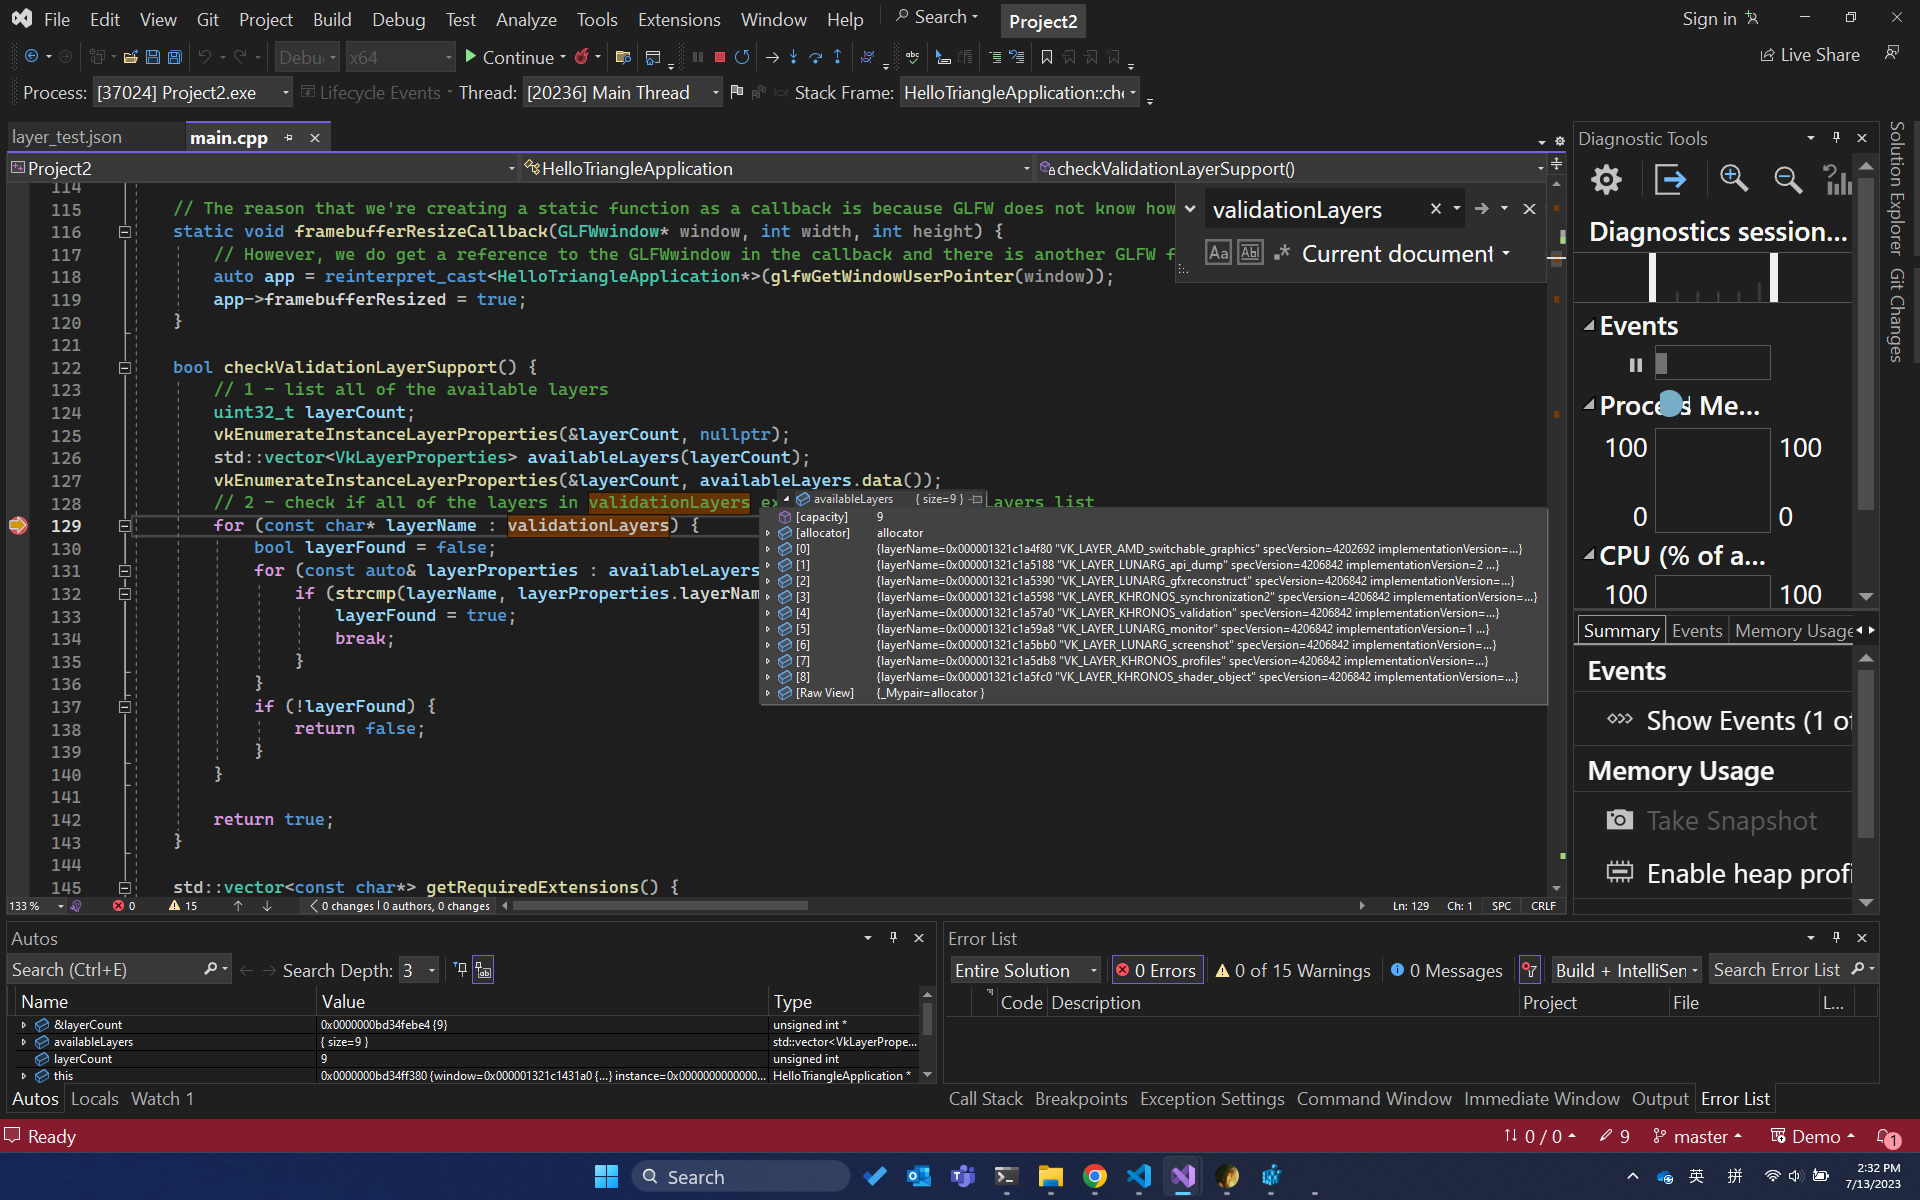 File Edit View Git Project Build Debug Test Analyze Tools Extensions Window Help Search Project2 Sign in
Debu x64 Continue Live Share
Process: [37024] Project2.exe Lifecycle Events Thread: [20236] Main Thread Stack Frame: HelloTriangleApplication::che
layer_test.json main.cpp
Project2 HelloTriangleApplication checkValidationLayerSupport()
validationLayers
Aa Abl .* Current document
114
115 // The reason that we're creating a static function as a callback is because GLFW does not know how
116 static void framebufferResizeCallback(GLFWwindow* window, int width, int height) {
117 // However, we do get a reference to the GLFWwindow in the callback and there is another GLFW f
118 auto app = reinterpret_cast<HelloTriangleApplication*>(glfwGetWindowUserPointer(window));
119 app->framebufferResized = true;
120 }
121
122 bool checkValidationLayerSupport() {
123 // 1 - list all of the available layers
124 uint32_t layerCount;
125 vkEnumerateInstanceLayerProperties(&layerCount, nullptr);
126 std::vector<VkLayerProperties> availableLayers(layerCount);
127 vkEnumerateInstanceLayerProperties(&layerCount, availableLayers.data());
128 // 2 - check if all of the layers in validationLayers ex ayers list
129 for (const char* layerName : validationLayers) {
130 bool layerFound = false;
131 for (const auto& layerProperties : availableLayers
132 if (strcmp(layerName, layerProperties.layerNam
133 layerFound = true;
134 break;
135 }
136 }
137 if (!layerFound) {
138 return false;
139 }
140 }
141
142 return true;
143 }
144
145 std::vector<const char*> getRequiredExtensions() {
availableLayers { size=9 }
[capacity] 9
[allocator] allocator
[0] {layerName=0x000001321c1a4f80 "VK_LAYER_AMD_switchable_graphics" specVersion=4202692 implementationVersion=...}
[1] {layerName=0x000001321c1a5188 "VK_LAYER_LUNARG_api_dump" specVersion=4206842 implementationVersion=2 ...}
[2] {layerName=0x000001321c1a5390 "VK_LAYER_LUNARG_gfxreconstruct" specVersion=4206842 implementationVersion=...}
[3] {layerName=0x000001321c1a5598 "VK_LAYER_KHRONOS_synchronization2" specVersion=4206842 implementationVersion=...}
[4] {layerName=0x000001321c1a57a0 "VK_LAYER_KHRONOS_validation" specVersion=4206842 implementationVersion=...}
[5] {layerName=0x000001321c1a59a8 "VK_LAYER_LUNARG_monitor" specVersion=4206842 implementationVersion=1 ...}
[6] {layerName=0x000001321c1a5bb0 "VK_LAYER_LUNARG_screenshot" specVersion=4206842 implementationVersion=...}
[7] {layerName=0x000001321c1a5db8 "VK_LAYER_KHRONOS_profiles" specVersion=4206842 implementationVersion=...}
[8] {layerName=0x000001321c1a5fc0 "VK_LAYER_KHRONOS_shader_object" specVersion=4206842 implementationVersion=...}
[Raw View] {_Mypair=allocator }
133 % 0 15 0 changes | 0 authors, 0 changes Ln: 129 Ch: 1 SPC CRLF
Diagnostic Tools
Diagnostics session...
Events
Process Me...
100 100
0 0
CPU (% of a...
100 100
Summary Events Memory Usage
Events
Show Events (1 of
Memory Usage
Take Snapshot
Enable heap profi
Solution Explorer
Git Changes
Autos
Search (Ctrl+E) Search Depth: 3
Name Value Type
&layerCount 0x0000000bd34febe4 {9} unsigned int *
availableLayers { size=9 } std::vector<VkLayerPrope...
layerCount 9 unsigned int
this 0x0000000bd34ff380 {window=0x000001321c1431a0 {...} instance=0x0000000000000... HelloTriangleApplication *
Autos Locals Watch 1
Error List
Entire Solution 0 Errors 0 of 15 Warnings 0 Messages Build + IntelliSen Search Error List
Code Description Project File L...
Call Stack Breakpoints Exception Settings Command Window Immediate Window Output Error List
Ready 0 / 0 9 master Demo 1
Search 英 拼 2:32 PM
7/13/2023